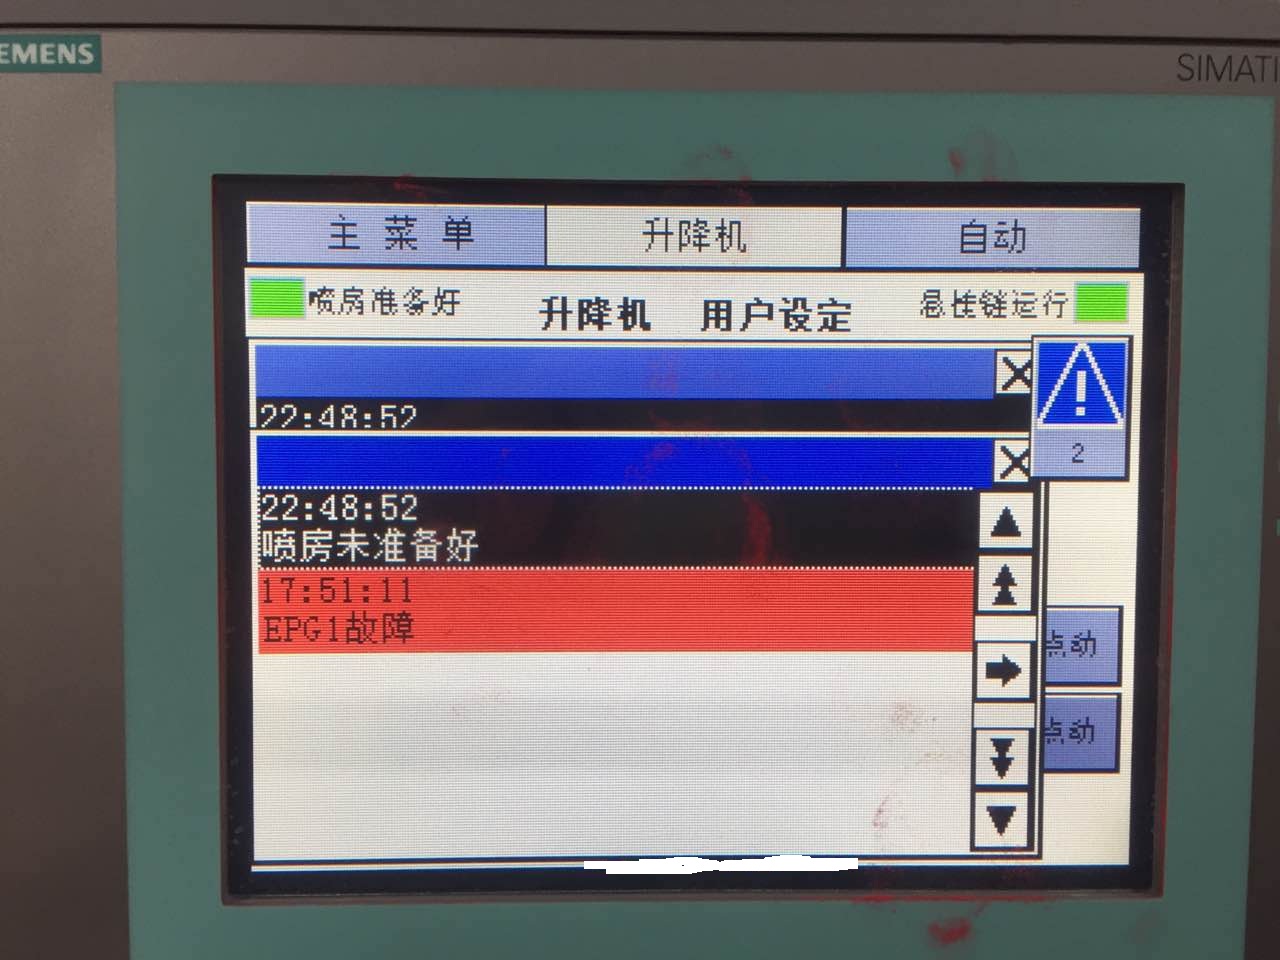 EMENS
SIMATI
主菜单
升降机
自动
喷房准备好
升降机 用户设定
悬挂链运行
22:48:52
2
22:48:52
喷房未准备好
17:51:11
EPG1故障
点动
点动